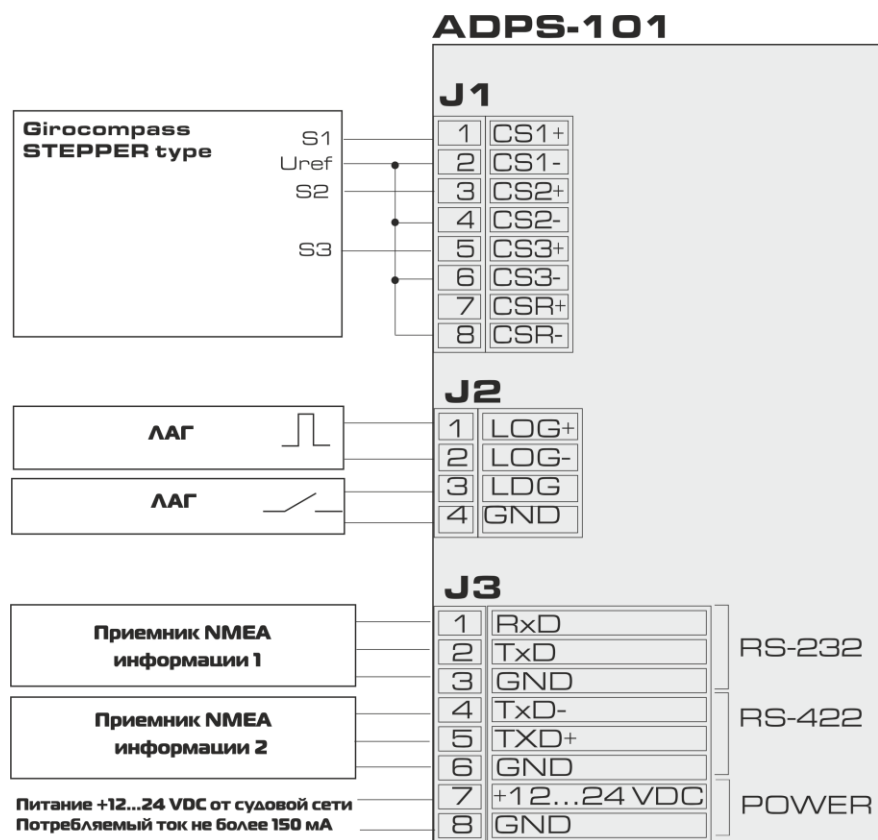 ADPS-101
J1
Girocompass
STEPPER type
S1
Uref
S2
S3
1 CS1+
2 CS1-
3 CS2+
4 CS2-
5 CS3+
6 CS3-
7 CSR+
8 CSR-
J2
ЛАГ
ЛАГ
1 LOG+
2 LOG-
3 LDG
4 GND
J3
Приемник NMEA
информации 1
1 RxD
2 TxD
3 GND
RS-232
Приемник NMEA
информации 2
4 TxD-
5 TXD+
6 GND
RS-422
Питание +12...24 VDC от судовой сети
Потребляемый ток не более 150 мА
7 +12...24 VDC
8 GND
POWER